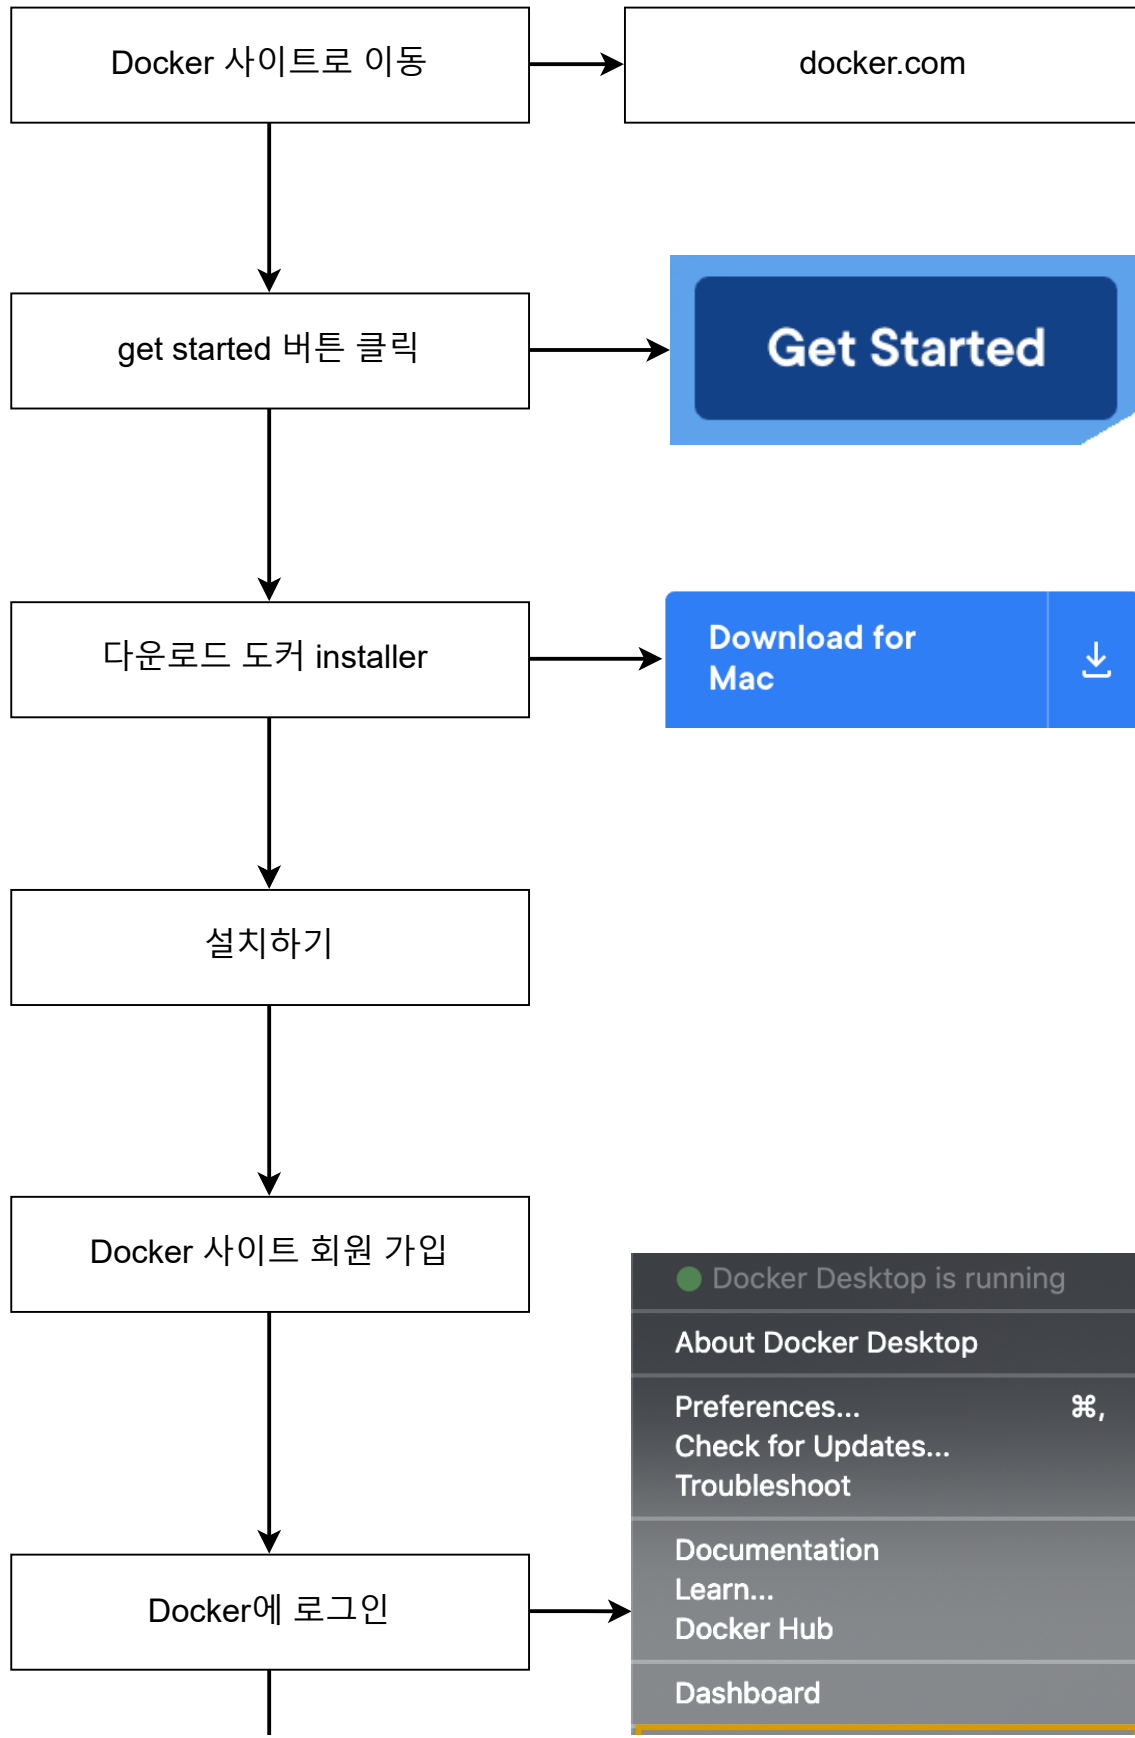 Docker 사이트로 이동
docker.com
get started 버튼 클릭
Get Started
다운로드 도커 installer
Download for
Mac
설치하기
Docker 사이트 회원 가입
Docker에 로그인
Docker Desktop is running
About Docker Desktop
Preferences... ⌘,
Check for Updates...
Troubleshoot
Documentation
Learn...
Docker Hub
Dashboard